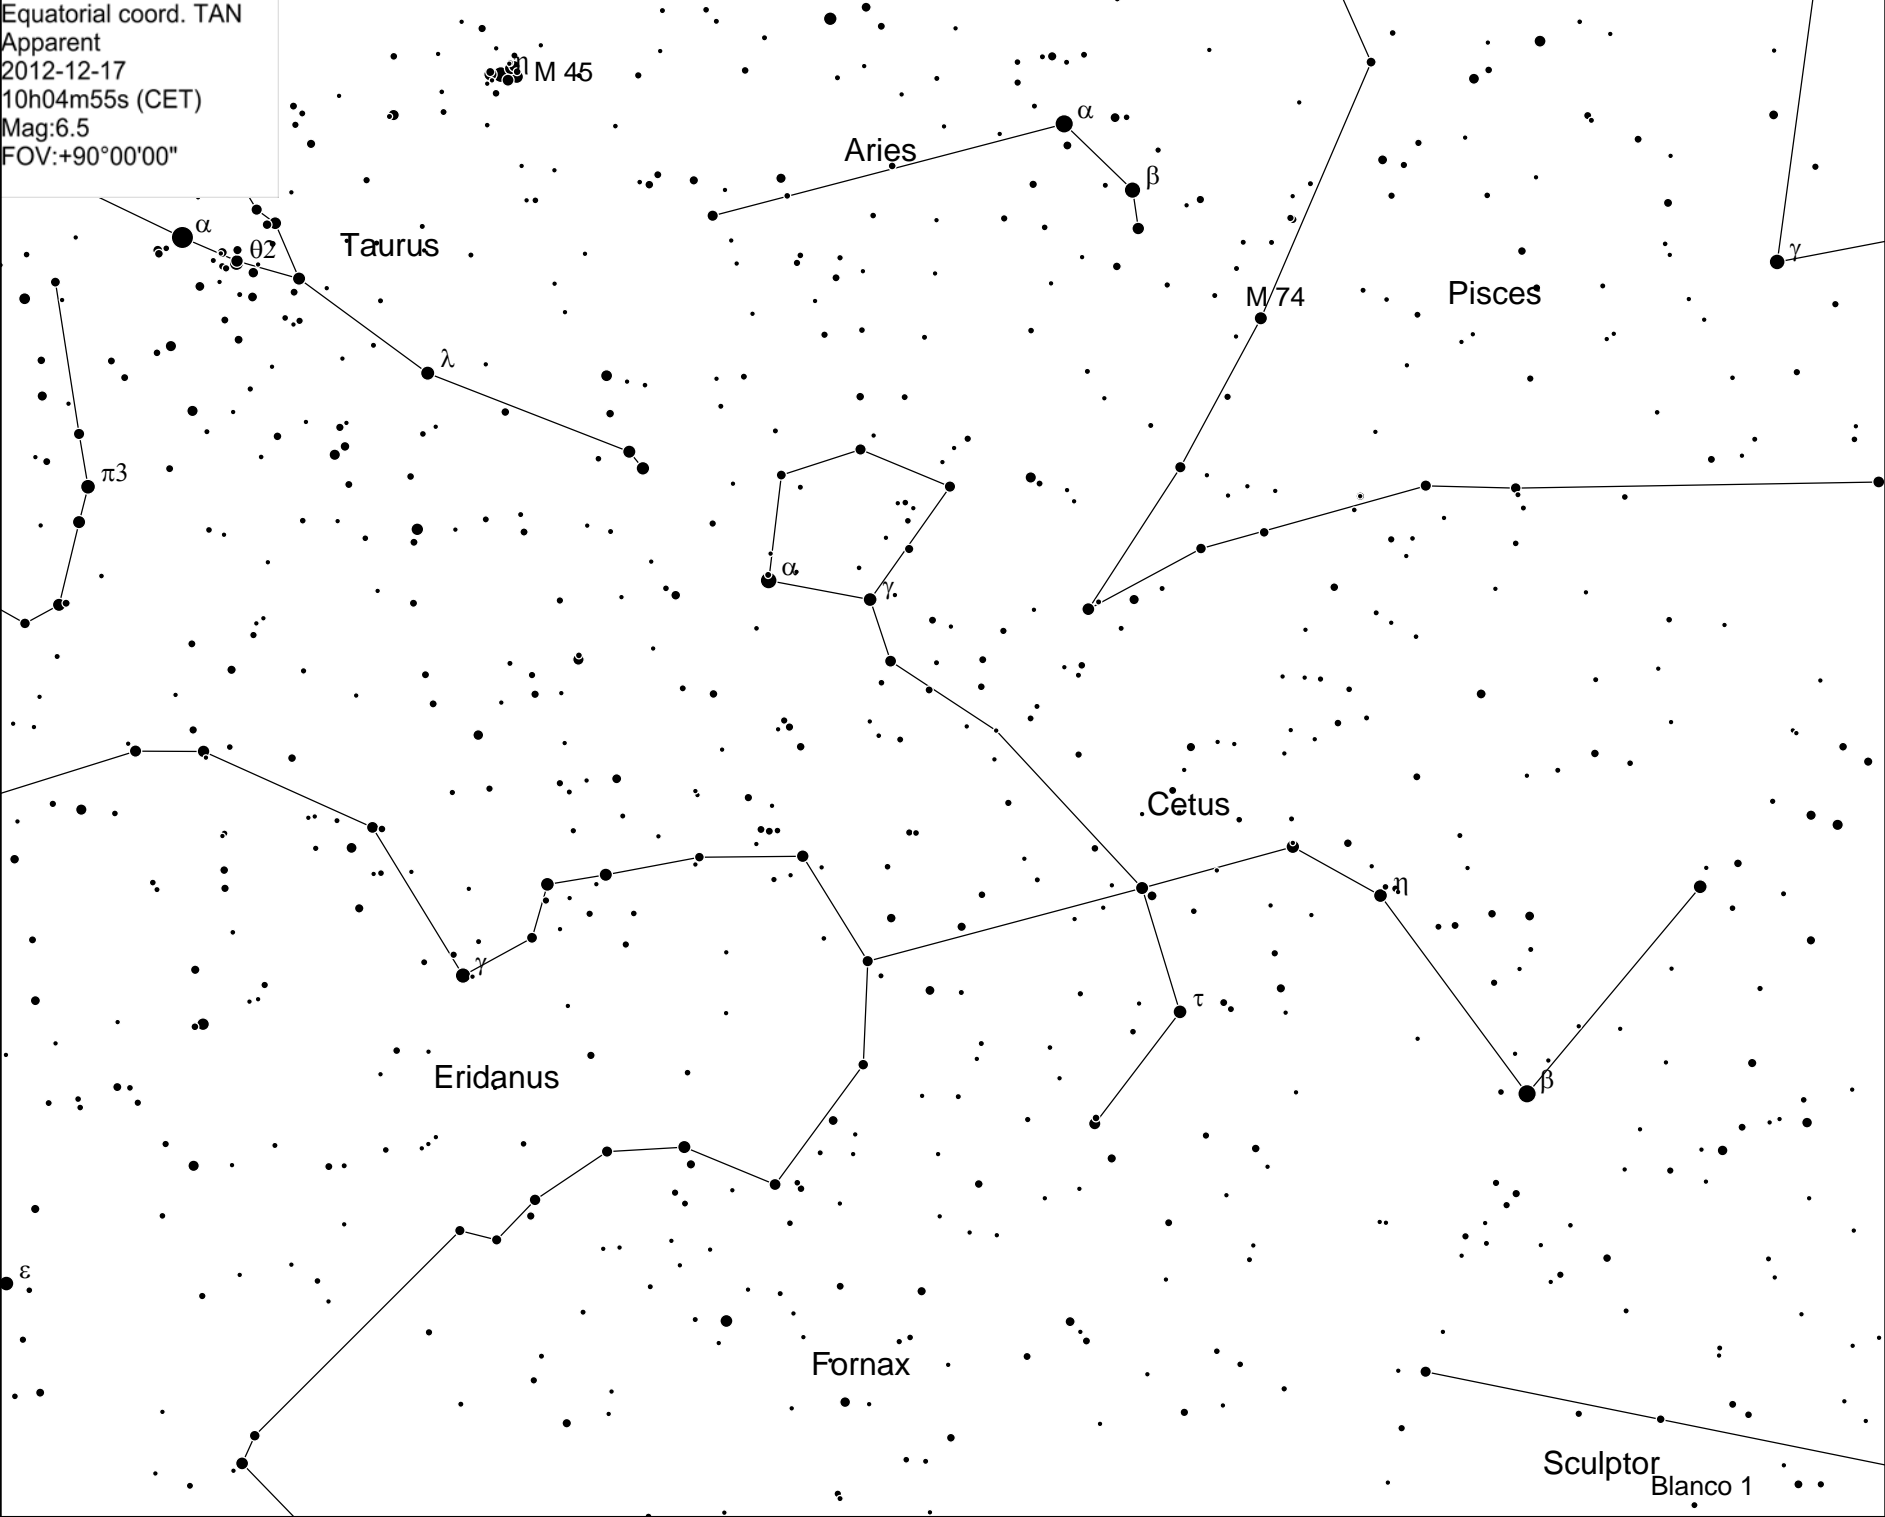 Equatorial coord. TAN
Apparent
2012-12-17
10h04m55s (CET)
Mag:6.5
FOV:+90°00'00"
η M 45
α
Aries
β
α
θ2
Taurus
γ
M 74
Pisces
λ
π3
α
γ
Cetus
η
γ
τ
Eridanus
β
ε
Fornax
Sculptor
Blanco 1